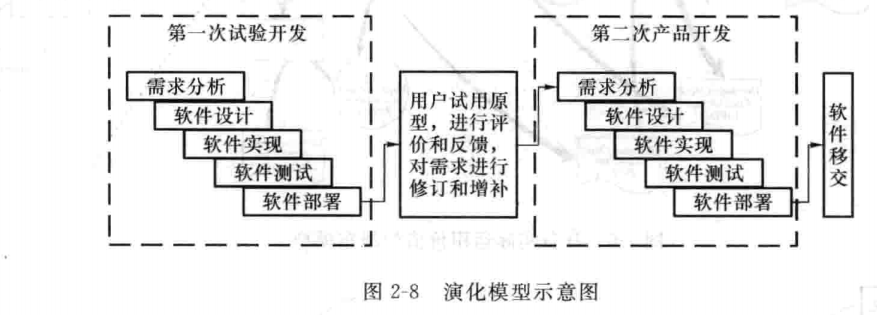 第一次试验开发
需求分析
软件设计
软件实现
软件测试
软件部署
用户试用原
型，进行评
价和反馈，
对需求进行
修订和增补
第二次产品开发
需求分析
软件设计
软件实现
软件测试
软件部署
软件移交
图 2-8 演化模型示意图